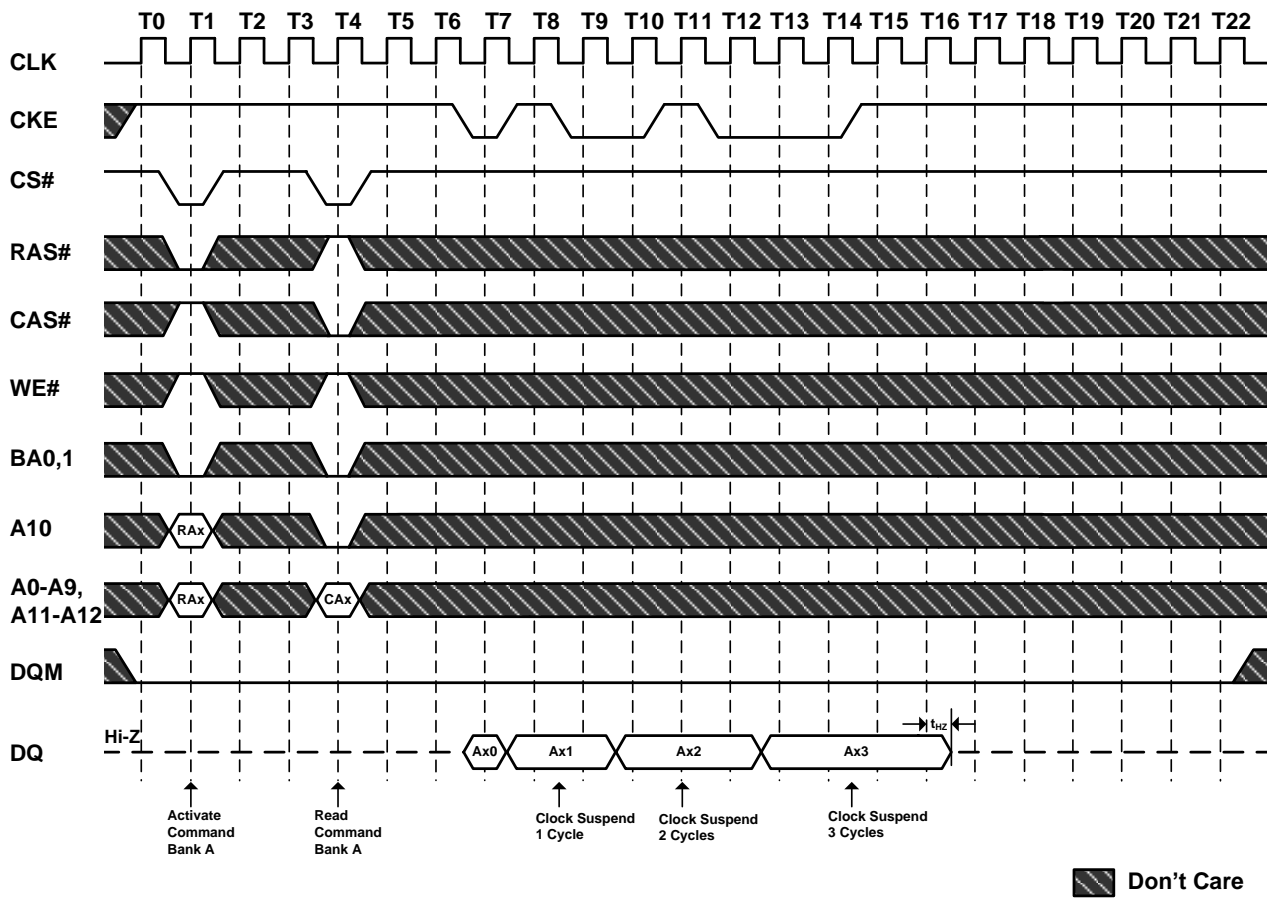 T0 T1 T2 T3 T4 T5 T6 T7 T8 T9 T10 T11 T12 T13 T14 T15 T16 T17 T18 T19 T20 T21 T22
CLK
CKE
CS#
RAS#
CAS#
WE#
BA0,1
A10
RAx
A0-A9,
A11-A12
RAx
CAx
DQM
DQ
Hi-Z
Ax0
Ax1
Ax2
Ax3
tHZ
Activate
Command
Bank A
Read
Command
Bank A
Clock Suspend
1 Cycle
Clock Suspend
2 Cycles
Clock Suspend
3 Cycles
Don't Care